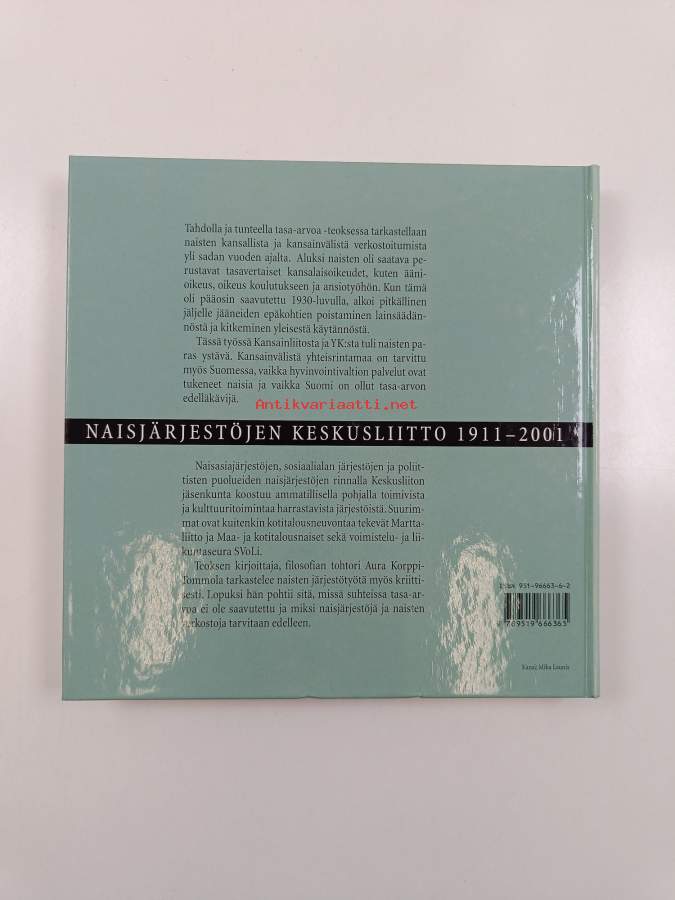 Tahdolla ja tunteella tasa-arvoa -teoksessa tarkastellaan
naisten kansallista ja kansainvälistä verkostoitumista
yli sadan vuoden ajalta. Aluksi naisten oli saatava pe-
rustavat tasavertaiset kansalaisoikeudet, kuten ääni-
oikeus, oikeus koulutukseen ja ansiotyöhön. Kun tämä
oli pääosin saavutettu 1930-luvulla, alkoi pitkällinen
jäljelle jääneiden epäkohtien poistaminen lainsäädän-
nöstä ja kitkeminen yleisestä käytännöstä.
Tässä työssä Kansainliitosta ja YK:sta tuli naisten pa-
ras ystävä. Kansainvälistä yhteisrintamaa on tarvittu
myös Suomessa, vaikka hyvinvointivaltion palvelut ovat
tukeneet naisia ja vaikka Suomi on ollut tasa-arvon
edelläkävijä.
Antikvariaatti.net
NAISJÄRJESTÖJEN KESKUSLIITTO 1911–2001
Naisasiajärjestöjen, sosiaalialan järjestöjen ja poliit-
tisten puolueiden naisjärjestöjen rinnalla Keskusliiton
jäsenkunta koostuu ammatillisella pohjalla toimivista
ja kulttuuritoimintaa harrastavista järjestöistä. Suurim-
mat ovat kuitenkin kotitalousneuvontaa tekevät Martta-
liitto ja Maa- ja kotitalousnaiset sekä voimistelu- ja lii-
kuntaseura SVoLi.
Teoksen kirjoittaja, filosofian tohtori Aura Korppi-
Tommola tarkastelee naisten järjestötyötä myös kriitti-
sesti. Lopuksi hän pohtii sitä, missä suhteissa tasa-ar-
voa ei ole saavutettu ja miksi naisjärjestöjä ja naisten
verkostoja tarvitaan edelleen.
ISBN 951-96663-6-2
9 789519 666365
Kansi: Mika Launis